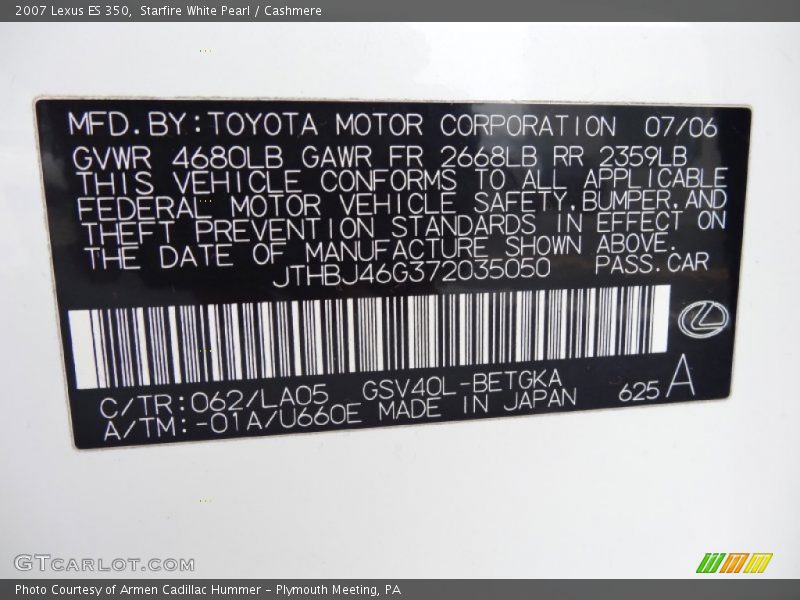 2007 Lexus ES 350, Starfire White Pearl / Cashmere
MFD.BY:TOYOTA MOTOR CORPORATION 07/06
GVWR 4680LB GAWR FR 2668LB RR 2359LB
THIS VEHICLE CONFORMS TO ALL APPLICABLE
FEDERAL MOTOR VEHICLE SAFETY,BUMPER,AND
THEFT PREVENTION STANDARDS IN EFFECT ON
THE DATE OF MANUFACTURE SHOWN ABOVE.
JTHBJ46G372035050 PASS.CAR
C/TR:062/LA05 GSV40L-BETGKA
A/TM:-01A/U660E MADE IN JAPAN 625 A
GTCARLOT.COM
Photo Courtesy of Armen Cadillac Hummer - Plymouth Meeting, PA